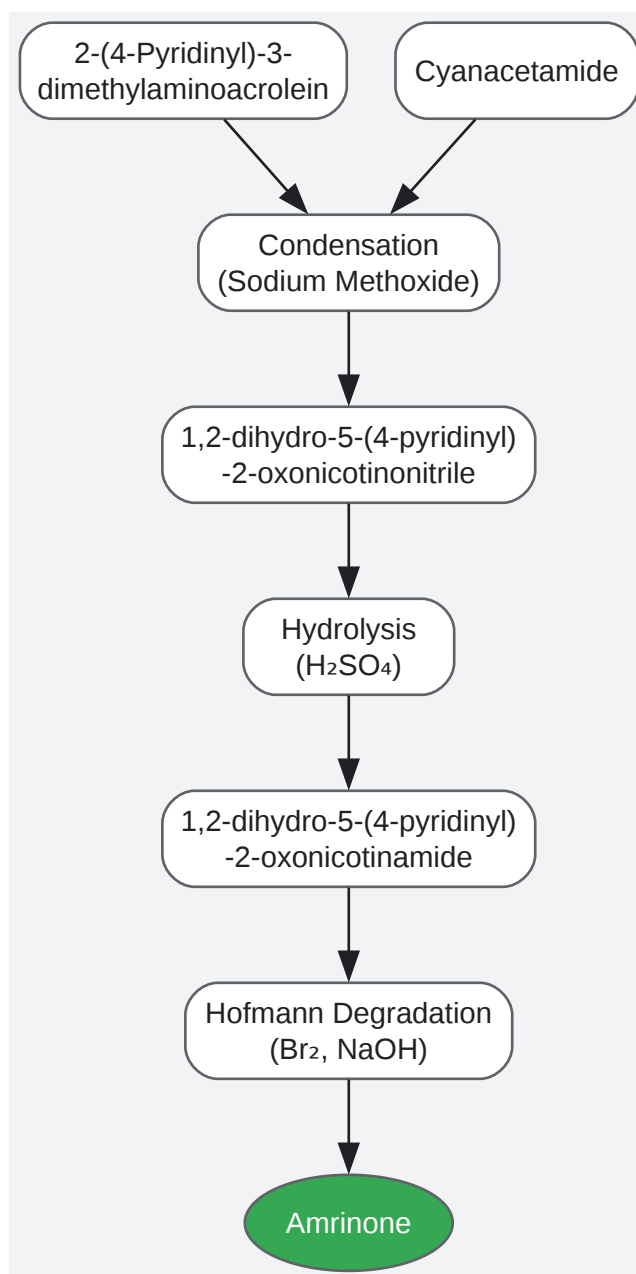 2-(4-Pyridinyl)-3-
dimethylaminoacrolein
Cyanacetamide
Condensation
(Sodium Methoxide)
1,2-dihydro-5-(4-pyridinyl)
-2-oxonicotinonitrile
Hydrolysis
(H₂SO₄)
1,2-dihydro-5-(4-pyridinyl)
-2-oxonicotinamide
Hofmann Degradation
(Br₂, NaOH)
Amrinone